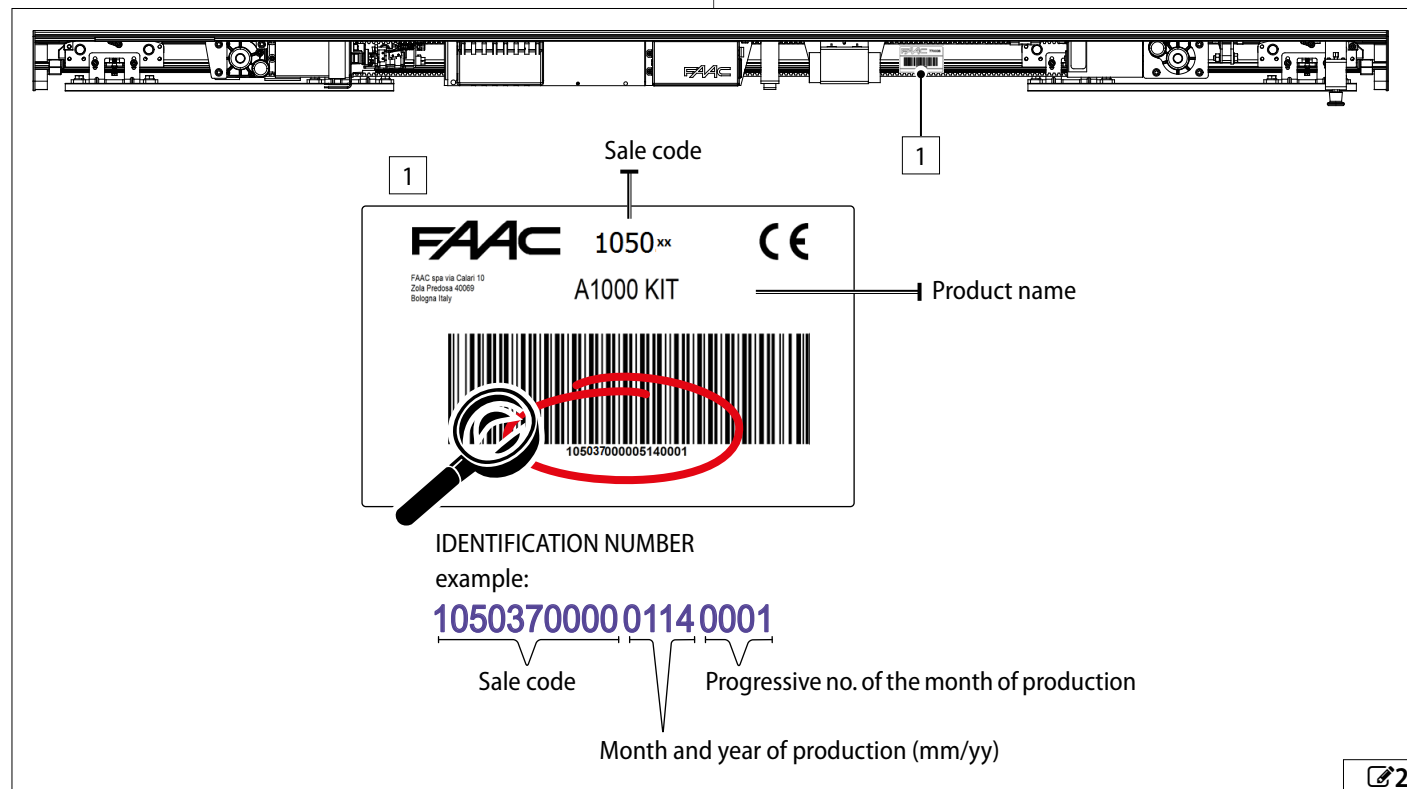 FAAC
FAAC
1
Sale code
1
FAAC
1050xx
CE
FAAC spa via Calari 10
Zola Predosa 40069
Bologna Italy
A1000 KIT
Product name
105037000005140001
IDENTIFICATION NUMBER
example:
1050370000 0114 0001
Sale code
Progressive no. of the month of production
Month and year of production (mm/yy)
2